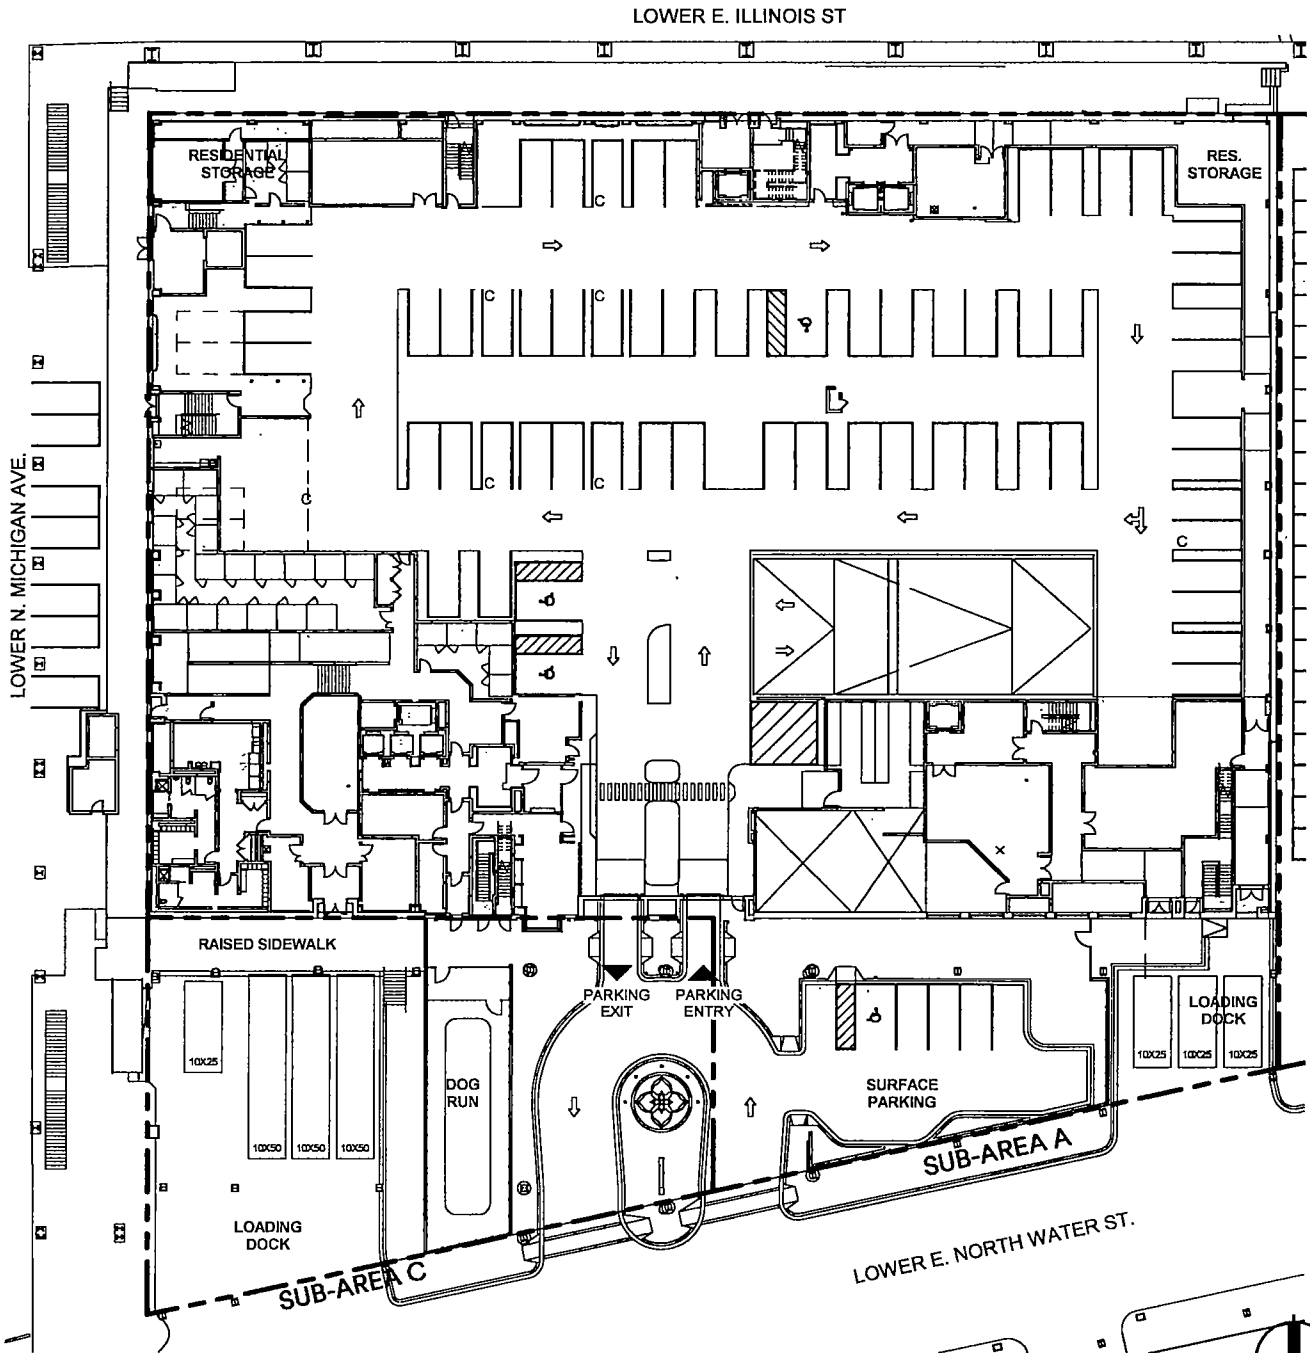 LOWER E. ILLINOIS ST
RESIDENTIAL
STORAGE
RES.
STORAGE
C
C
C
C
C
C
C
C
LOWER N. MICHIGAN AVE.
RAISED SIDEWALK
PARKING
EXIT
PARKING
ENTRY
LOADING
DOCK
10X25
10X25
10X25
10X25
DOG
RUN
SURFACE
PARKING
10X50
10X50
10X50
SUB-AREA A
LOADING
DOCK
SUB-AREA C
LOWER E. NORTH WATER ST.